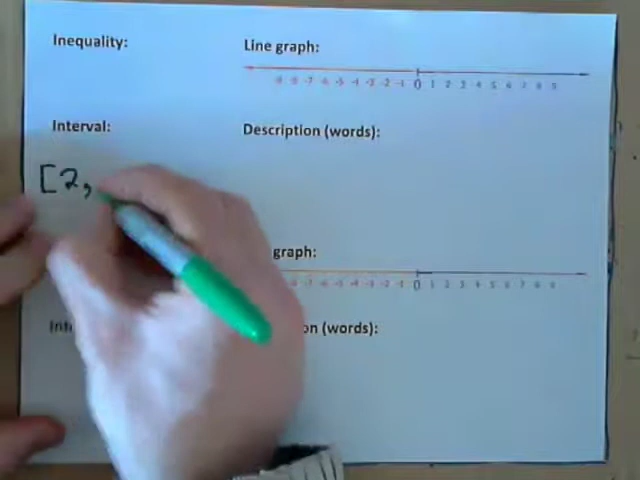 Inequality: Line graph:
-9 -8 -7 -6 -5 -4 -3 -2 -1 0 1 2 3 4 5 6 7 8 9
Interval: Description (words):
[2,
graph:
-7 -6 -5 -4 -3 -2 -1 0 1 2 3 4 5 6 7 8 9
on (words):